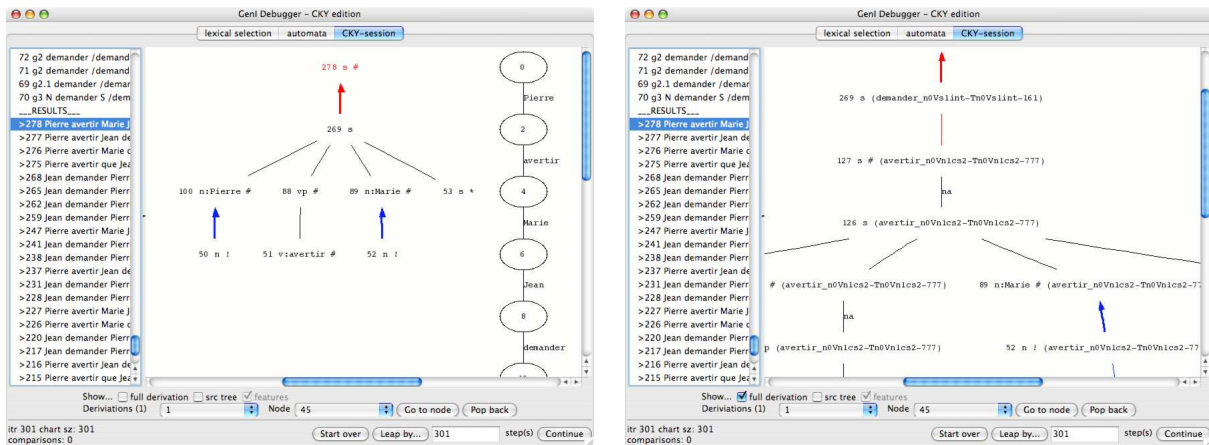 GenI Debugger – CKY edition
lexical selection automata CKY-session
72 g2 demander /demand
71 g2 demander /demand
69 g2.1 demander /demar
70 g3 N demander S /dem
___RESULTS___
>278 Pierre avertir Marie J
>277 Pierre avertir Jean de
>276 Pierre avertir Marie c
>275 Pierre avertir que Jea
>268 Jean demander Pierr
>265 Jean demander Pierr
>262 Jean demander Pierr
>259 Jean demander Pierr
>247 Pierre avertir Marie J
>241 Jean demander Pierr
>238 Jean demander Pierr
>237 Pierre avertir Jean de
>231 Jean demander Pierr
>228 Jean demander Pierr
>227 Pierre avertir Marie J
>226 Pierre avertir Marie c
>220 Jean demander Pierr
>217 Jean demander Pierr
>216 Pierre avertir Jean de
>215 Pierre avertir que Jea
278 s #
269 s
100 n:Pierre # 88 vp # 89 n:Marie # 53 s *
50 n ! 51 v:avertir # 52 n !
0
Pierre
2
avertir
4
Marie
6
Jean
8
demander
Show... full derivation src tree features
Deriviations (1) 1 Node 45 Go to node Pop back
itr 301 chart sz: 301
comparisons: 0
Start over Leap by... 301 step(s) Continue
GenI Debugger – CKY edition
lexical selection automata CKY-session
72 g2 demander /demand
71 g2 demander /demand
69 g2.1 demander /demar
70 g3 N demander S /dem
___RESULTS___
>278 Pierre avertir Marie J
>277 Pierre avertir Jean de
>276 Pierre avertir Marie c
>275 Pierre avertir que Jea
>268 Jean demander Pierr
>265 Jean demander Pierr
>262 Jean demander Pierr
>259 Jean demander Pierr
>247 Pierre avertir Marie J
>241 Jean demander Pierr
>238 Jean demander Pierr
>237 Pierre avertir Jean de
>231 Jean demander Pierr
>228 Jean demander Pierr
>227 Pierre avertir Marie J
>226 Pierre avertir Marie c
>220 Jean demander Pierr
>217 Jean demander Pierr
>216 Pierre avertir Jean de
>215 Pierre avertir que Jea
269 s (demander_n0Vs1int-Tn0Vs1int-161)
127 s # (avertir_n0Vn1cs2-Tn0Vn1cs2-777)
na
126 s (avertir_n0Vn1cs2-Tn0Vn1cs2-777)
# (avertir_n0Vn1cs2-Tn0Vn1cs2-777) 89 n:Marie # (avertir_n0Vn1cs2-Tn0Vn1cs2-77
na
p (avertir_n0Vn1cs2-Tn0Vn1cs2-777) 52 n ! (avertir_n0Vn1cs2-Tn0Vn1cs2-77
Show... full derivation src tree features
Deriviations (1) 1 Node 45 Go to node Pop back
itr 301 chart sz: 301
comparisons: 0
Start over Leap by... 301 step(s) Continue